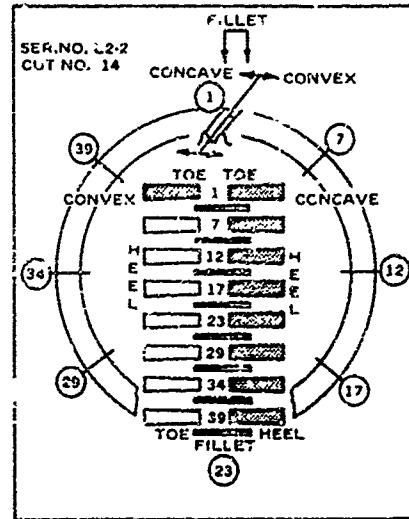 FILLET
SER.NO. L2-2
CUT NO. 14
CONCAVE CONVEX
1
39 7
TOE TOE
CONVEX 1 CONCAVE
7
HEEL 12 HEEL
34 17 12
23
29
29 34 17
39
TOE HEEL
FILLET
23